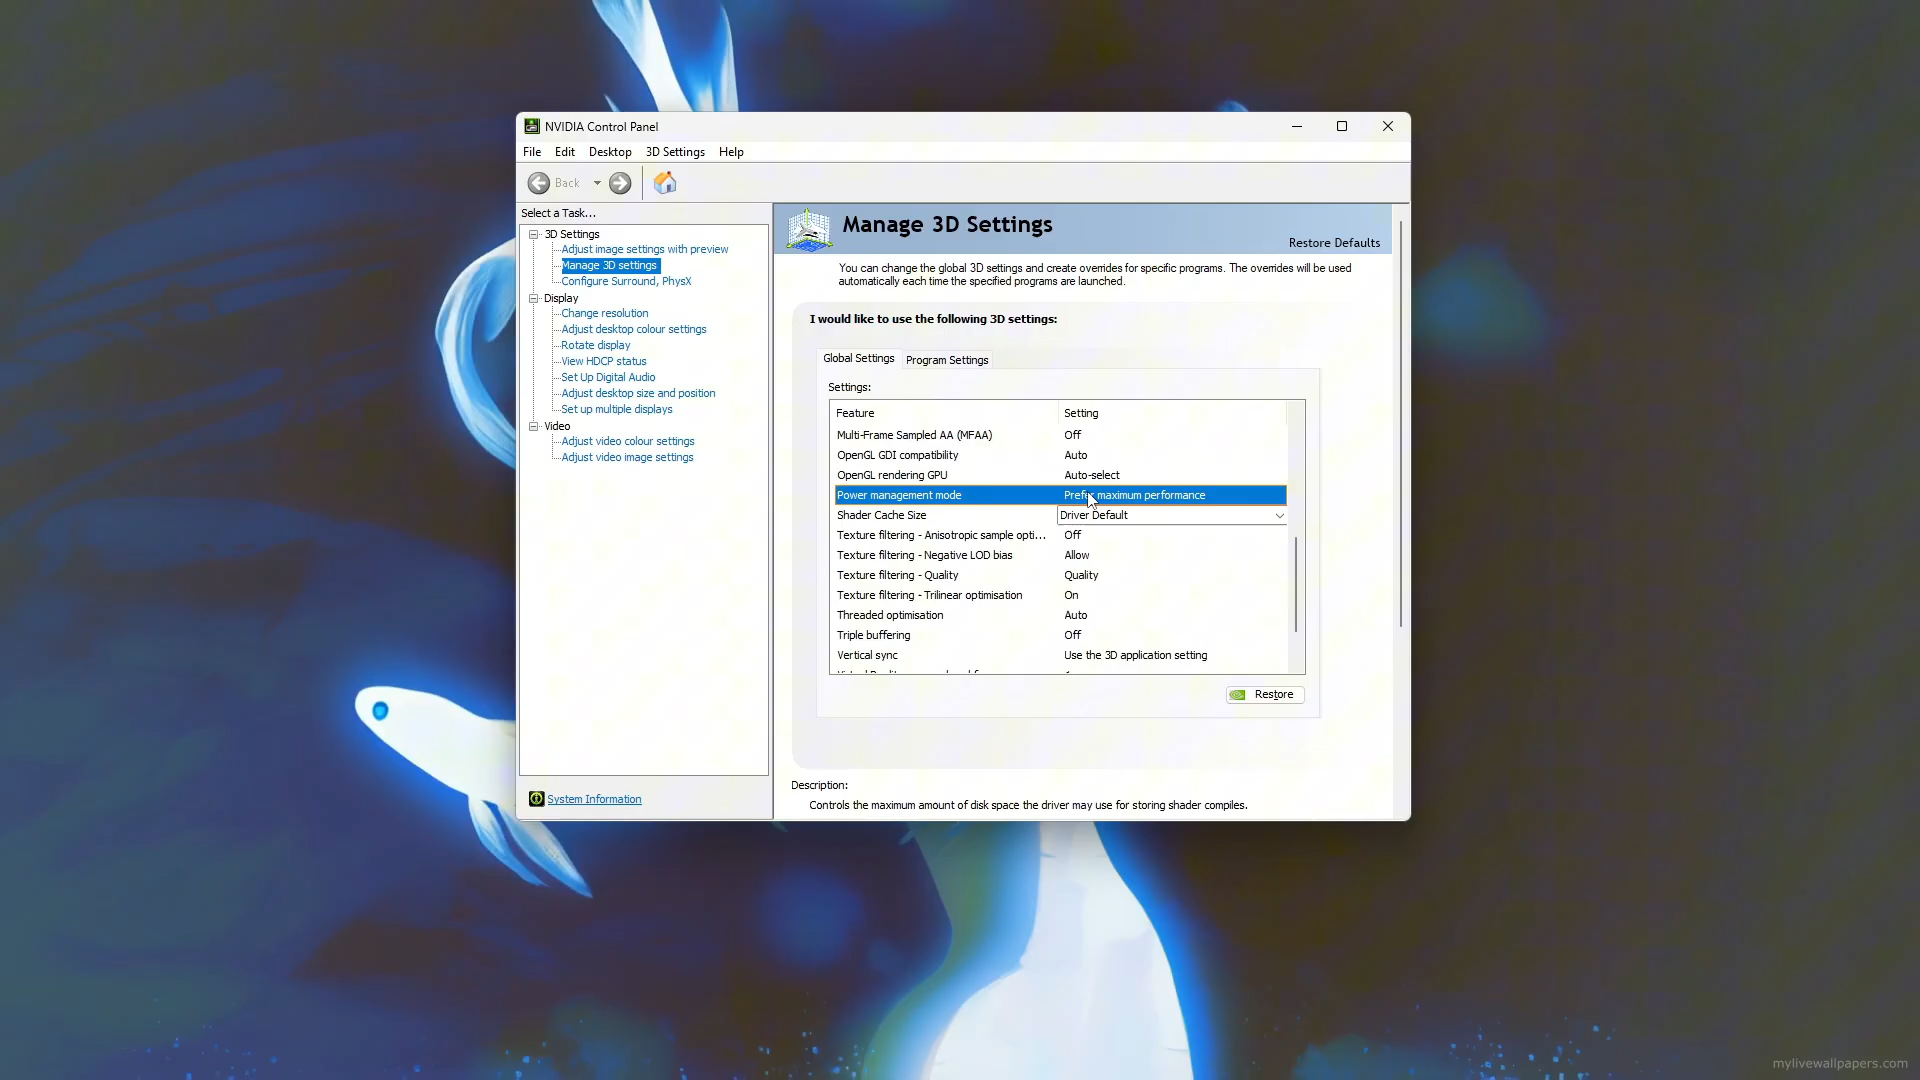 NVIDIA Control Panel
File Edit Desktop 3D Settings Help
Back
Select a Task...
3D Settings
Adjust image settings with preview
Manage 3D settings
Configure Surround, PhysX
Display
Change resolution
Adjust desktop colour settings
Rotate display
View HDCP status
Set Up Digital Audio
Adjust desktop size and position
Set up multiple displays
Video
Adjust video colour settings
Adjust video image settings
System Information
Manage 3D Settings
Restore Defaults
You can change the global 3D settings and create overrides for specific programs. The overrides will be used
automatically each time the specified programs are launched.
I would like to use the following 3D settings:
Global Settings Program Settings
Settings:
Feature Setting
Multi-Frame Sampled AA (MFAA) Off
OpenGL GDI compatibility Auto
OpenGL rendering GPU Auto-select
Power management mode Prefer maximum performance
Shader Cache Size Driver Default
Texture filtering - Anisotropic sample opti... Off
Texture filtering - Negative LOD bias Allow
Texture filtering - Quality Quality
Texture filtering - Trilinear optimisation On
Threaded optimisation Auto
Triple buffering Off
Vertical sync Use the 3D application setting
Restore
Description:
Controls the maximum amount of disk space the driver may use for storing shader compiles.
mylivewallpapers.com